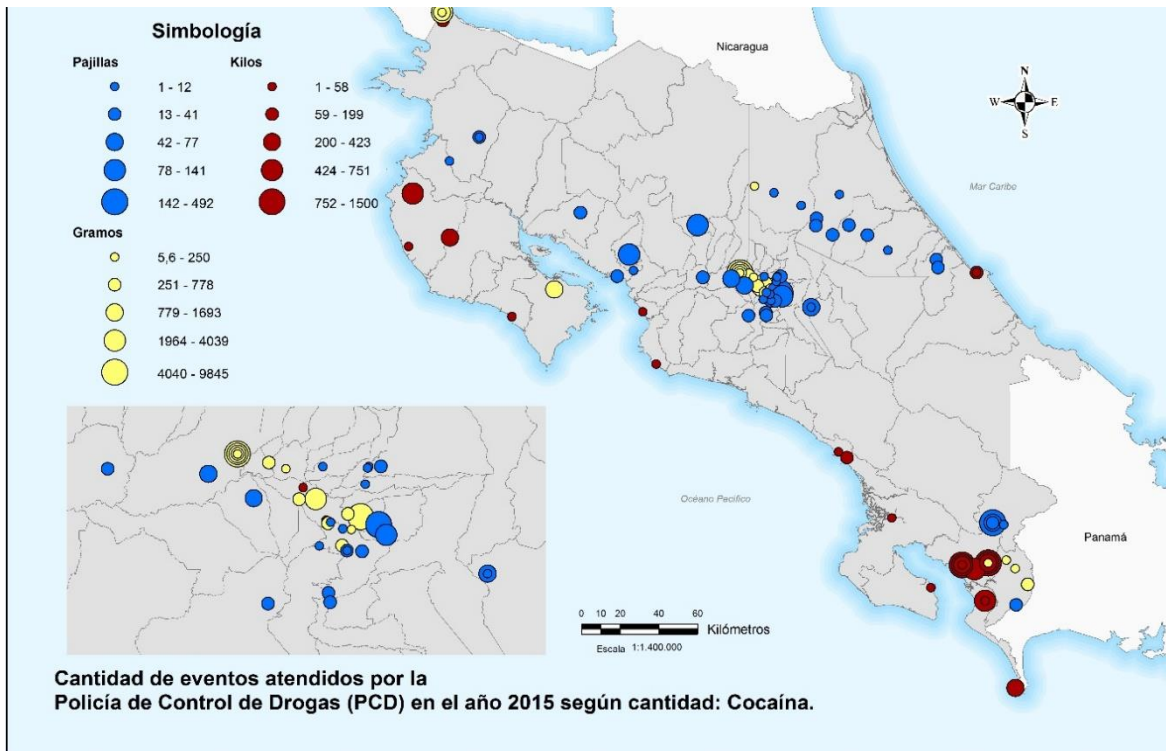 Simbología
Pajillas
1 - 12
13 - 41
42 - 77
78 - 141
142 - 492
Kilos
1 - 58
59 - 199
200 - 423
424 - 751
752 - 1500
Gramos
5,6 - 250
251 - 778
779 - 1693
1964 - 4039
4040 - 9845
Nicaragua
N
W E
S
Mar Caribe
Océano Pacifico
Panamá
0 10 20 40 60
Kilómetros
Escala 1:1.400.000
Cantidad de eventos atendidos por la
Policía de Control de Drogas (PCD) en el año 2015 según cantidad: Cocaína.